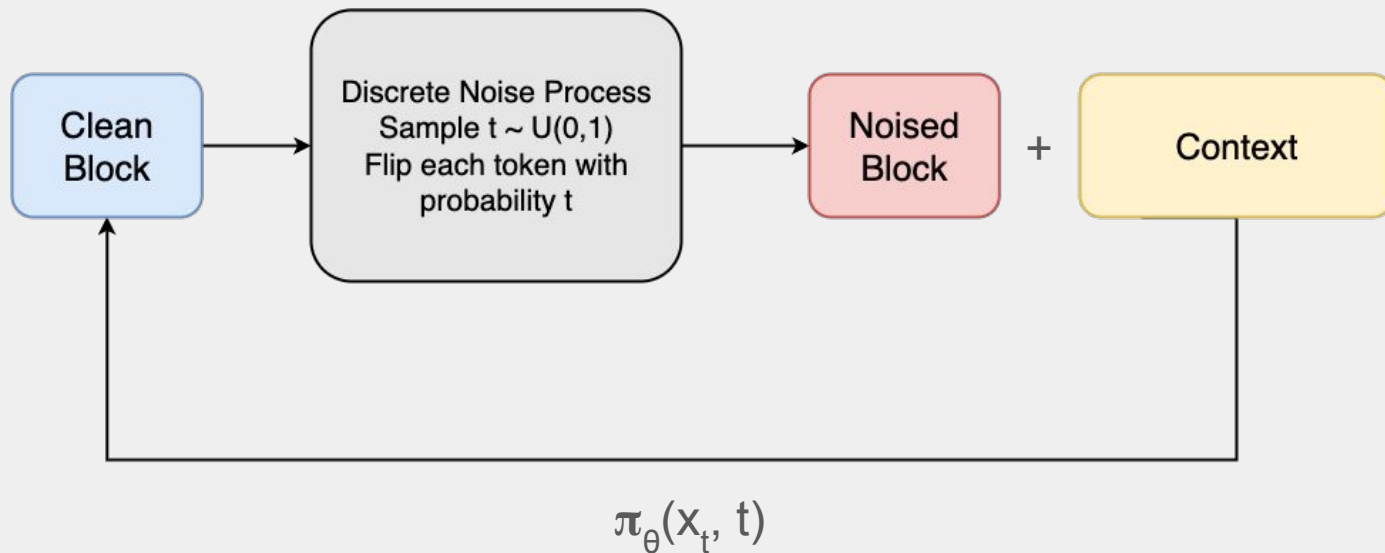 Clean
Block
Discrete Noise Process
Sample t ~ U(0,1)
Flip each token with
probability t
Noised
Block
+
Context
π_θ(x_t, t)